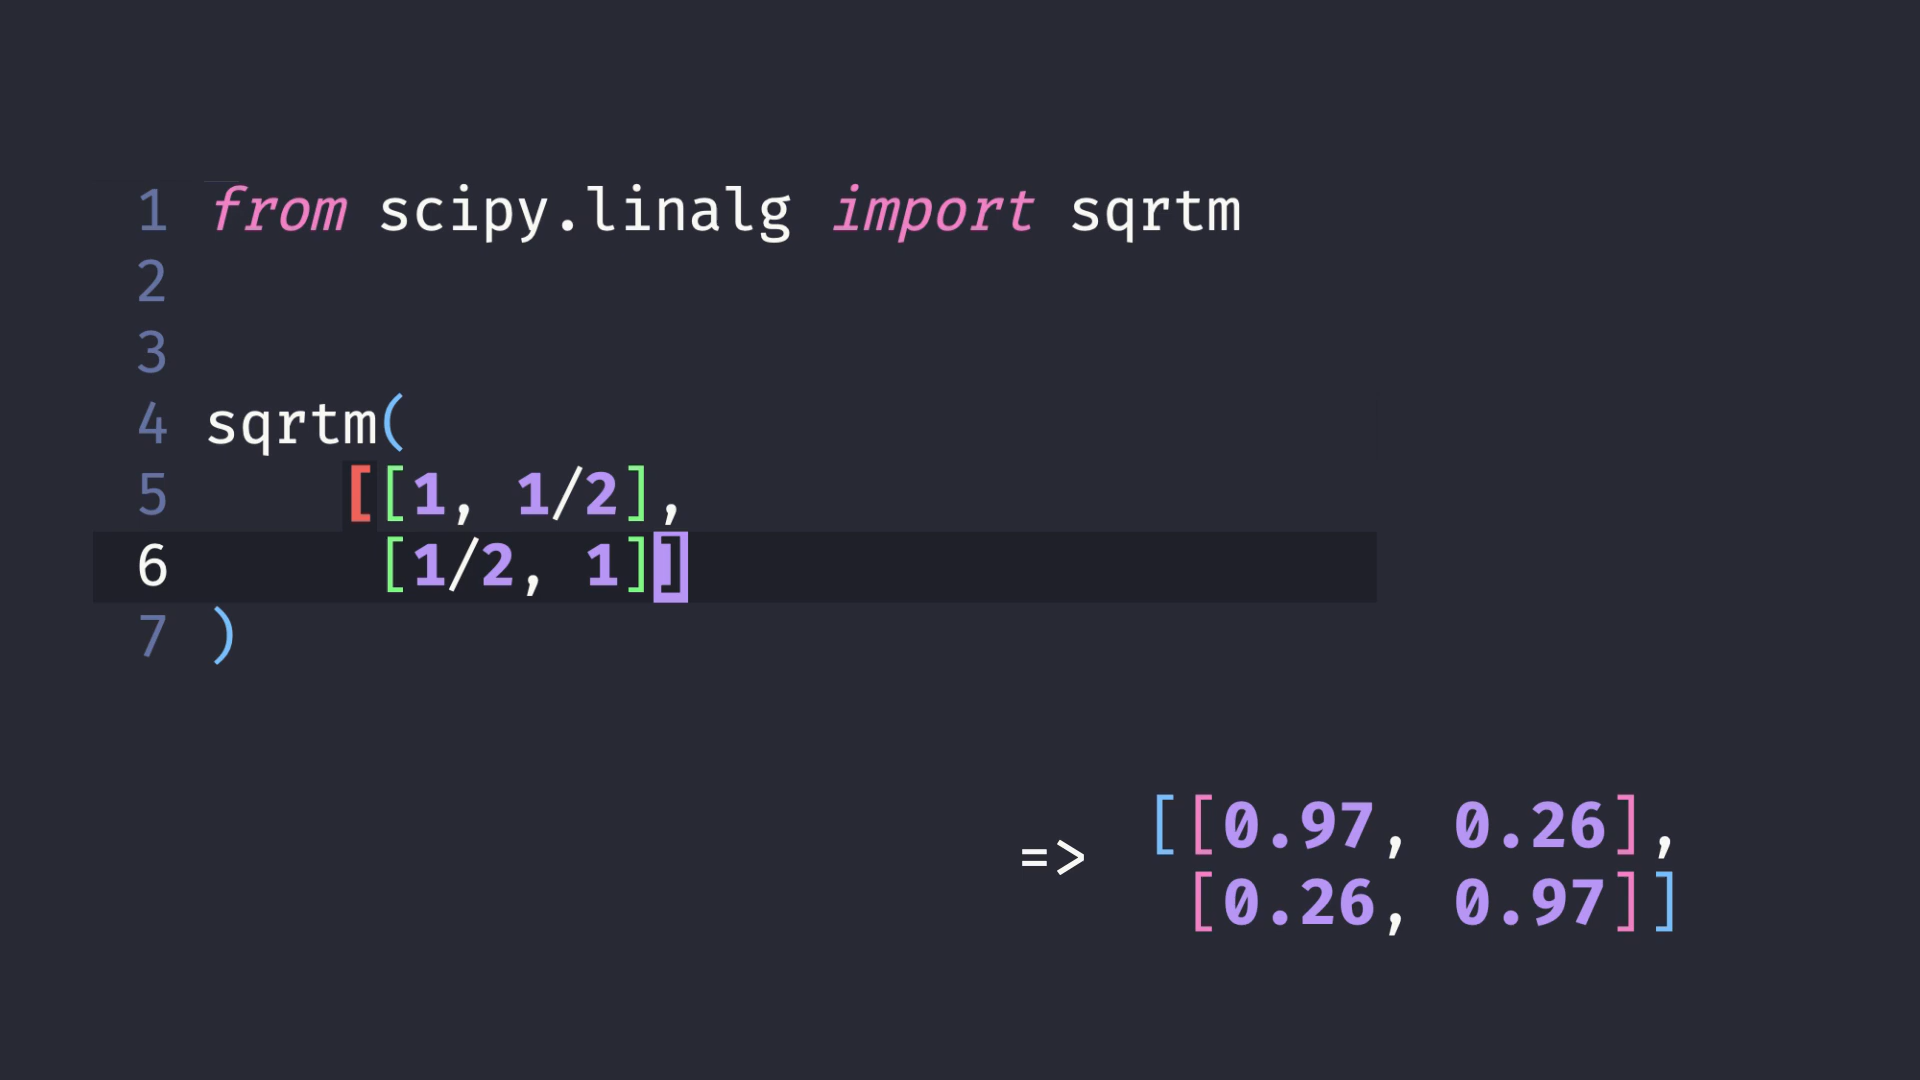 1 from scipy.linalg import sqrtm
2
3
4 sqrtm(
5     [[1, 1/2],
6      [1/2, 1]]
7 )
=> [[0.97, 0.26],
[0.26, 0.97]]